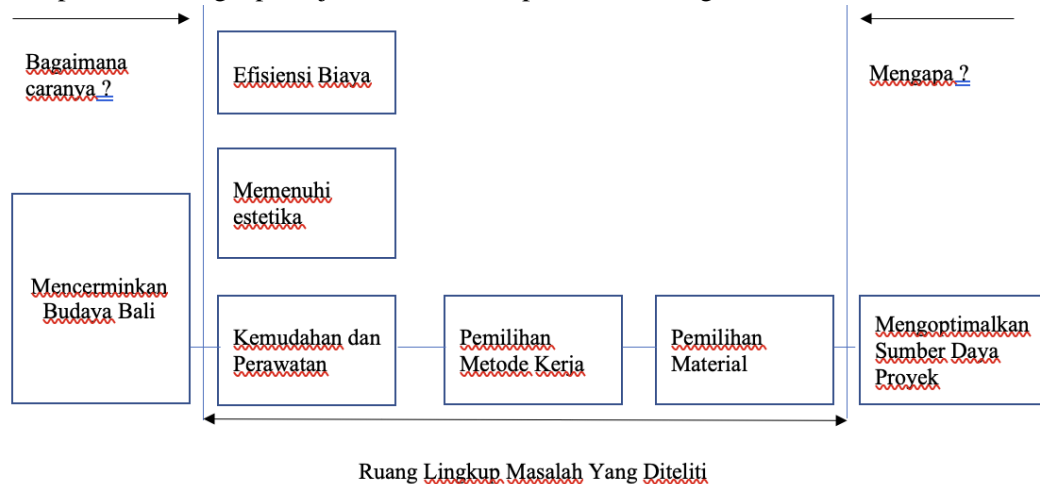 Bagaimana
caranya ?
Efisiensi Biaya
Mengapa ?
Memenuhi
estetika
Mencerminkan
Budaya Bali
Kemudahan dan
Perawatan
Pemilihan
Metode Kerja
Pemilihan
Material
Mengoptimalkan
Sumber Daya
Proyek
Ruang Lingkup Masalah Yang Diteliti